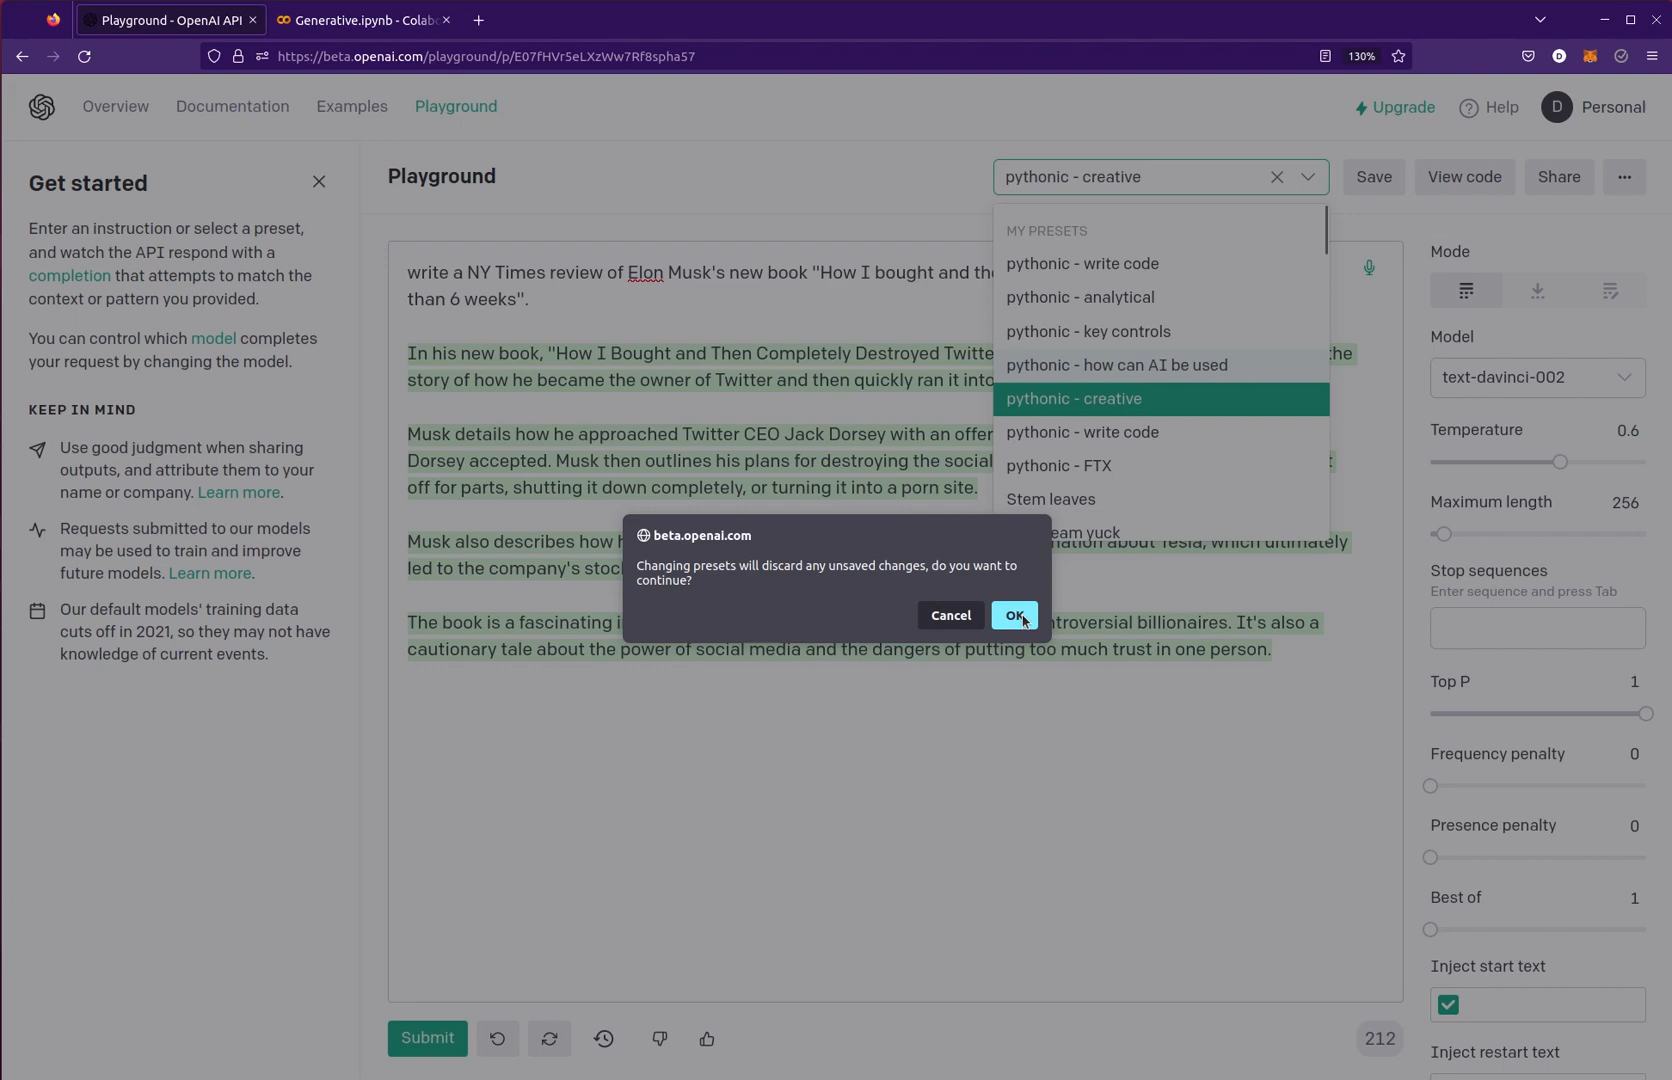 Playground - OpenAI API
Generative.ipynb - Colab
https://beta.openai.com/playground/p/E07fHVr5eLXzWw7Rf8spha57
130%
D
Overview
Documentation
Examples
Playground
Upgrade
? Help
D
Personal
Get started
Enter an instruction or select a preset,
and watch the API respond with a
completion that attempts to match the
context or pattern you provided.
You can control which model completes
your request by changing the model.
KEEP IN MIND
Use good judgment when sharing
outputs, and attribute them to your
name or company. Learn more.
Requests submitted to our models
may be used to train and improve
future models. Learn more.
Our default models' training data
cuts off in 2021, so they may not have
knowledge of current events.
Playground
pythonic - creative
Save
View code
Share
...
MY PRESETS
pythonic - write code
pythonic - analytical
pythonic - key controls
pythonic - how can AI be used
pythonic - creative
pythonic - write code
pythonic - FTX
Stem leaves
eam yuck
write a NY Times review of Elon Musk's new book "How I bought and
than 6 weeks".
In his new book, "How I Bought and Then Completely Destroyed
story of how he became the owner of Twitter and then quickly ran it into
Musk details how he approached Twitter CEO Jack Dorsey with an offer
Dorsey accepted. Musk then outlines his plans for destroying the social
off for parts, shutting it down completely, or turning it into a porn site.
Musk also describes how about Tesla, which ultimately
led to the company's
The book is a fascinating billionaires. It's also a
cautionary tale about the power of social media and the dangers of putting too much trust in one person.
beta.openai.com
Changing presets will discard any unsaved changes, do you want to
continue?
Cancel
OK
Submit
212
Mode
Model
text-davinci-002
Temperature 0.6
Maximum length 256
Stop sequences
Enter sequence and press Tab
Top P 1
Frequency penalty 0
Presence penalty 0
Best of 1
Inject start text
Inject restart text